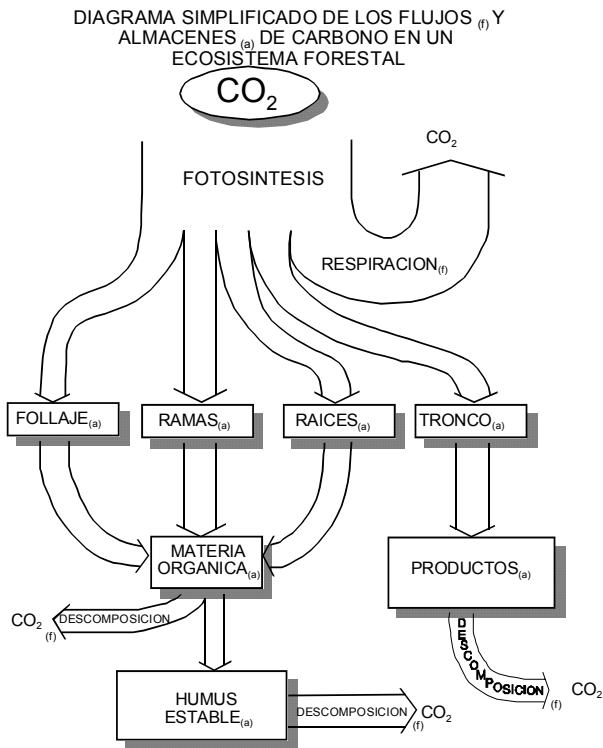 DIAGRAMA SIMPLIFICADO DE LOS FLUJOS (f) Y
ALMACENES (a) DE CARBONO EN UN
ECOSISTEMA FORESTAL
CO2
CO2
FOTOSINTESIS
RESPIRACION(f)
FOLLAJE(a)
RAMAS(a)
RAICES(a)
TRONCO(a)
MATERIA
ORGANICA(a)
PRODUCTOS(a)
CO2 (f)
DESCOMPOSICION
DESCOMPOSICION
(f)
CO2
HUMUS
ESTABLE(a)
DESCOMPOSICION
(f)
CO2